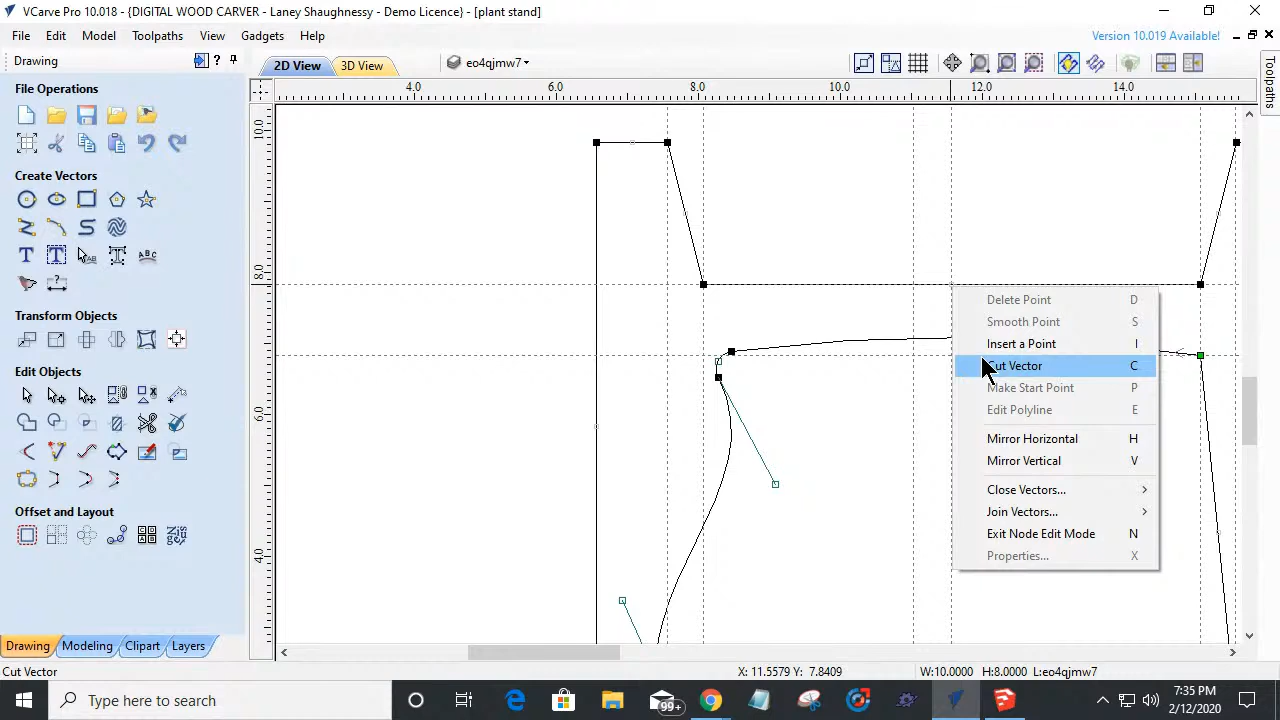 VCarve Pro 10.018 - {DIGITAL WOOD CARVER - Laney Shaughnessy - Demo Licence} - [plant stand]
File Edit Model Toolpaths View Gadgets Help
Version 10.019 Available!
Drawing
2D View
3D View
eo4qjmw7
Toolpaths
File Operations
4.0 6.0 8.0 10.0 12.0 14.0
10.0
8.0
6.0
4.0
Create Vectors
T T T ABC
Transform Objects
Edit Objects
Offset and Layout
Delete Point D
Smooth Point S
Insert a Point I
Cut Vector C
Make Start Point P
Edit Polyline E
Mirror Horizontal H
Mirror Vertical V
Close Vectors...
Join Vectors...
Exit Node Edit Mode N
Properties... X
Drawing Modeling Clipart Layers
Cut Vector
X: 11.5579 Y: 7.8409
W:10.0000 H:8.0000 L:eo4qjmw7
Type here to search
99+
7:35 PM
2/12/2020